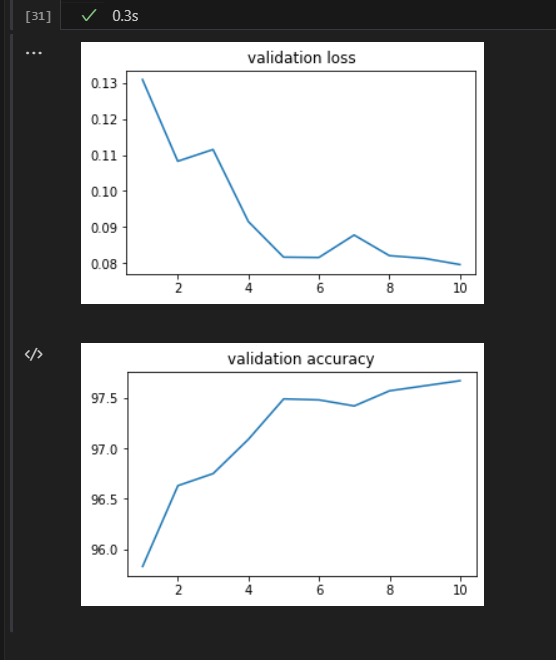 [31] ✓ 0.3s
...
validation loss
0.13
0.12
0.11
0.10
0.09
0.08
2 4 6 8 10
</>
validation accuracy
97.5
97.0
96.5
96.0
2 4 6 8 10